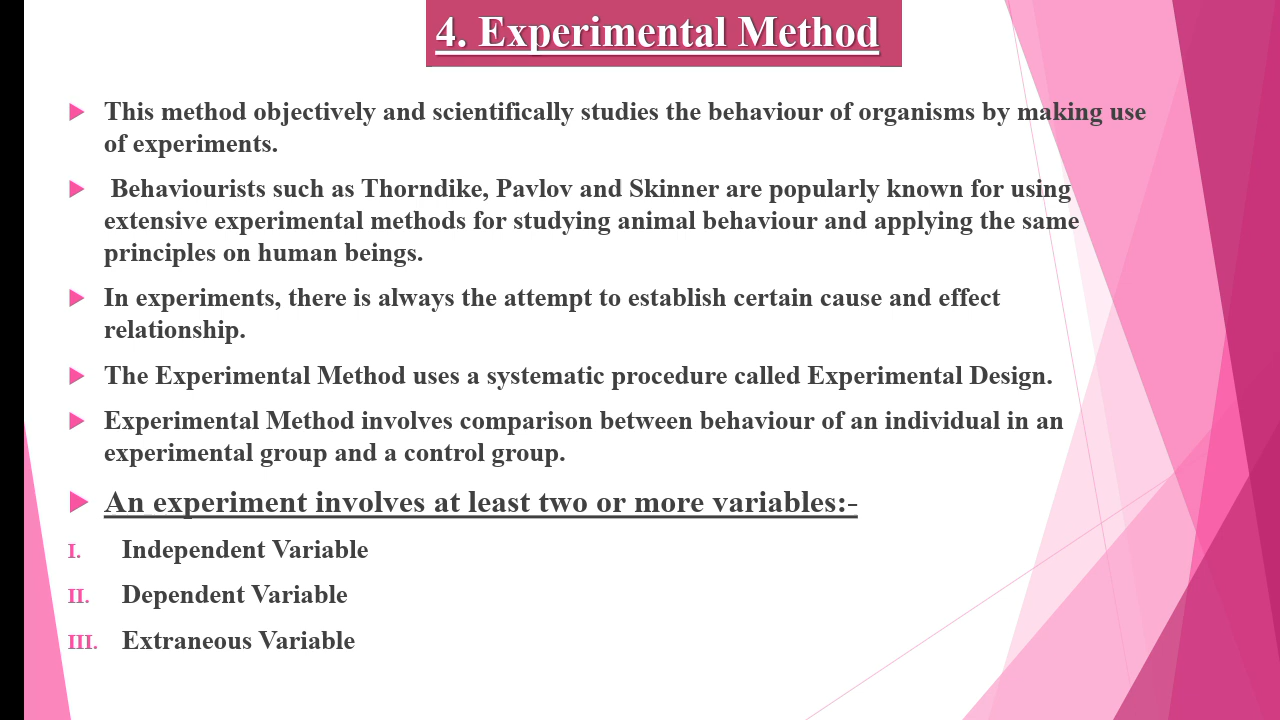 4. Experimental Method
This method objectively and scientifically studies the behaviour of organisms by making use
of experiments.
Behaviourists such as Thorndike, Pavlov and Skinner are popularly known for using
extensive experimental methods for studying animal behaviour and applying the same
principles on human beings.
In experiments, there is always the attempt to establish certain cause and effect
relationship.
The Experimental Method uses a systematic procedure called Experimental Design.
Experimental Method involves comparison between behaviour of an individual in an
experimental group and a control group.
An experiment involves at least two or more variables:-
I. Independent Variable
II. Dependent Variable
III. Extraneous Variable